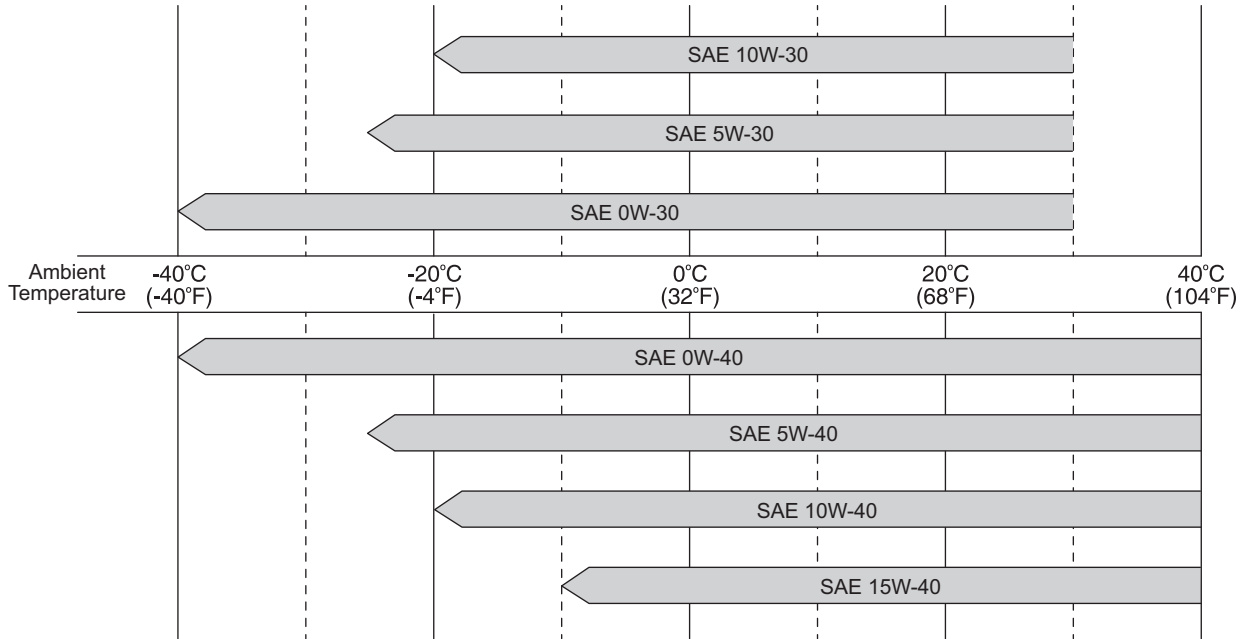 SAE 10W-30
SAE 5W-30
SAE 0W-30
Ambient Temperature
-40°C
(-40°F)
-20°C
(-4°F)
0°C
(32°F)
20°C
(68°F)
40°C
(104°F)
SAE 0W-40
SAE 5W-40
SAE 10W-40
SAE 15W-40